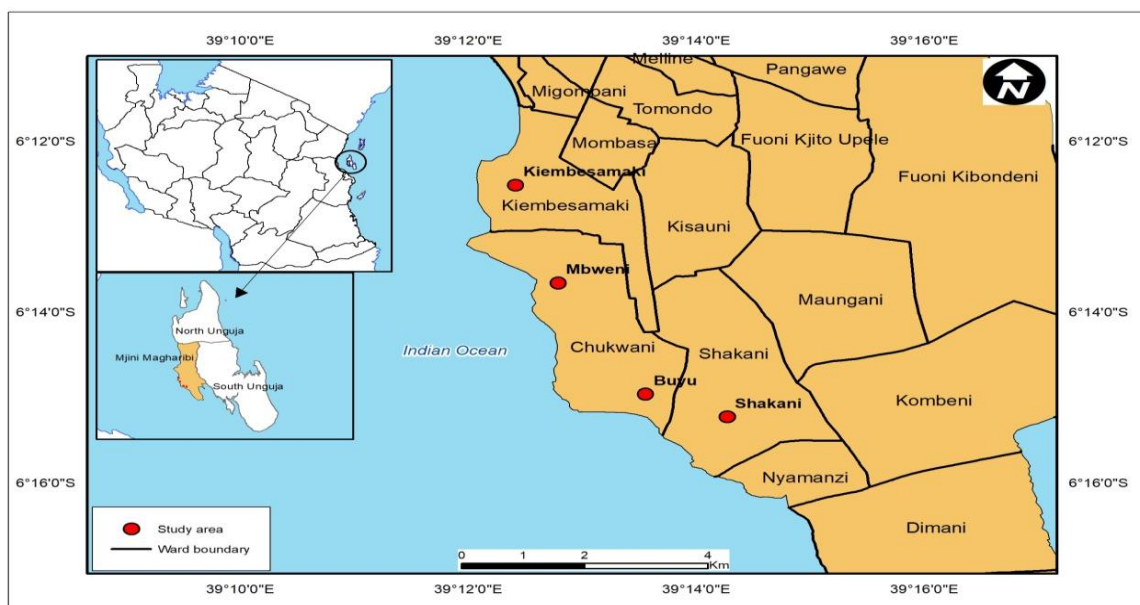 39°10'0"E 39°12'0"E 39°14'0"E 39°16'0"E
N
Melline
Pangawe
Migombani
Tomondo
6°12'0"S 6°12'0"S
Mombasa
Fuoni Kjito Upele
Kiembesamaki
Fuoni Kibondeni
Kiembesamaki
Kisauni
Mbweni
Maungani
6°14'0"S 6°14'0"S
North Unguja
Mjini Magharibi
South Unguja
Indian Ocean
Chukwani
Shakani
Buyu
Shakani
Kombeni
Nyamanzi
6°16'0"S 6°16'0"S
Dimani
Study area
Ward boundary
0 1 2 4
Km
39°10'0"E 39°12'0"E 39°14'0"E 39°16'0"E